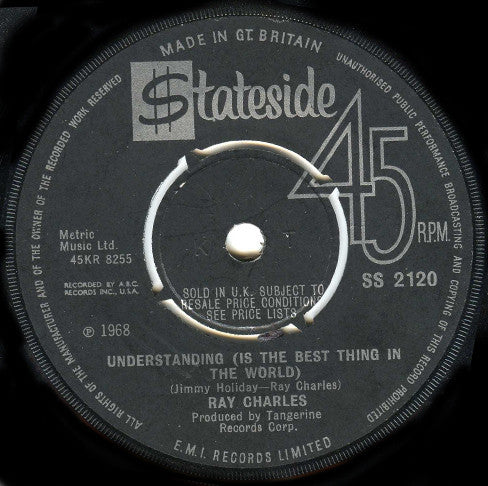 MADE IN GT. BRITAIN
$tateside
45
R.P.M.
UNAUTHORISED PUBLIC PERFORMANCE BROADCASTING AND COPYING OF THIS RECORD PROHIBITED
ALL RIGHTS OF THE MANUFACTURER AND OF THE OWNER OF THE RECORDED WORK RESERVED
Metric
Music Ltd.
45KR 8255
SS 2120
RECORDED BY A.B.C.
RECORDS INC., U.S.A.
SOLD IN U.K. SUBJECT TO
RESALE PRICE CONDITIONS
SEE PRICE LISTS
℗ 1968
UNDERSTANDING (IS THE BEST THING IN
THE WORLD)
(Jimmy Holiday—Ray Charles)
RAY CHARLES
Produced by Tangerine
Records Corp.
E.M.I. RECORDS LIMITED